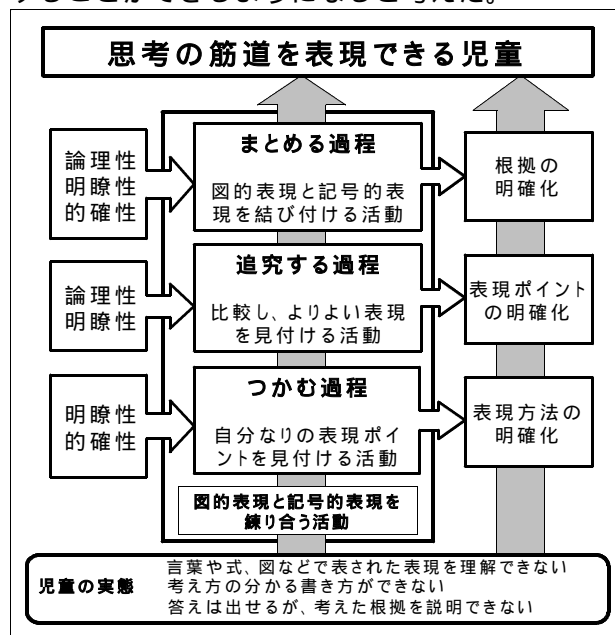 することができるようになると考えた。
思考の筋道を表現できる児童
論理性
明瞭性
的確性
まとめる過程
図的表現と記号的表
現を結び付ける活動
根拠の
明確化
論理性
明瞭性
追究する過程
比較し、よりよい表現
を見付ける活動
表現ポイント
の明確化
明瞭性
的確性
つかむ過程
自分なりの表現ポイ
ントを見付ける活動
表現方法の
明確化
図的表現と記号的表現を
練り合う活動
児童の実態
言葉や式、図などで表された表現を理解できない
考え方の分かる書き方ができない
答えは出せるが、考えた根拠を説明できない